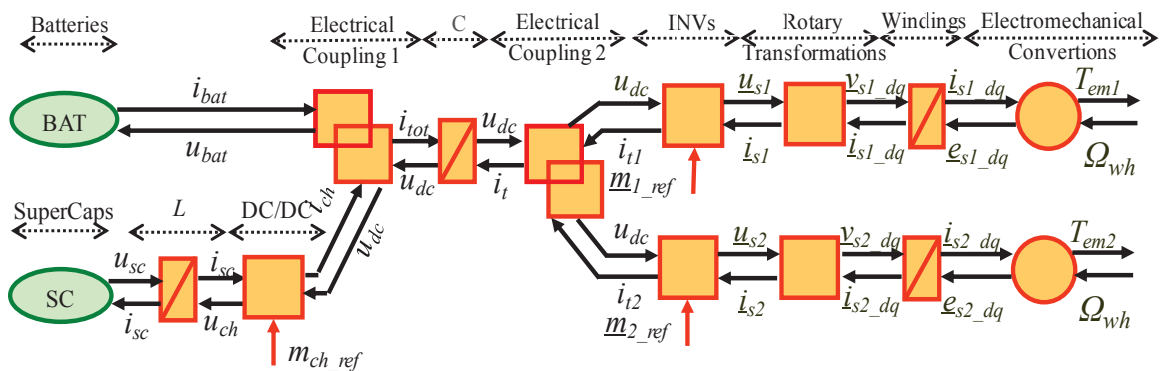 Batteries
Electrical
Coupling 1
C
Electrical
Coupling 2
INVs
Rotary
Transformations
Windings
Electromechanical
Convertions
BAT
i_bat
u_bat
i_tot
u_dc
u_dc
i_t
u_dc
i_t1
m_1_ref
u_s1
i_s1
v_s1_dq
i_s1_dq
i_s1_dq
e_s1_dq
T_em1
Ω_wh
SuperCaps
L
DC/DC
SC
u_sc
i_sc
i_sc
u_ch
m_ch_ref
i_ch
u_dc
u_dc
i_t2
m_2_ref
u_s2
i_s2
v_s2_dq
i_s2_dq
i_s2_dq
e_s2_dq
T_em2
Ω_wh